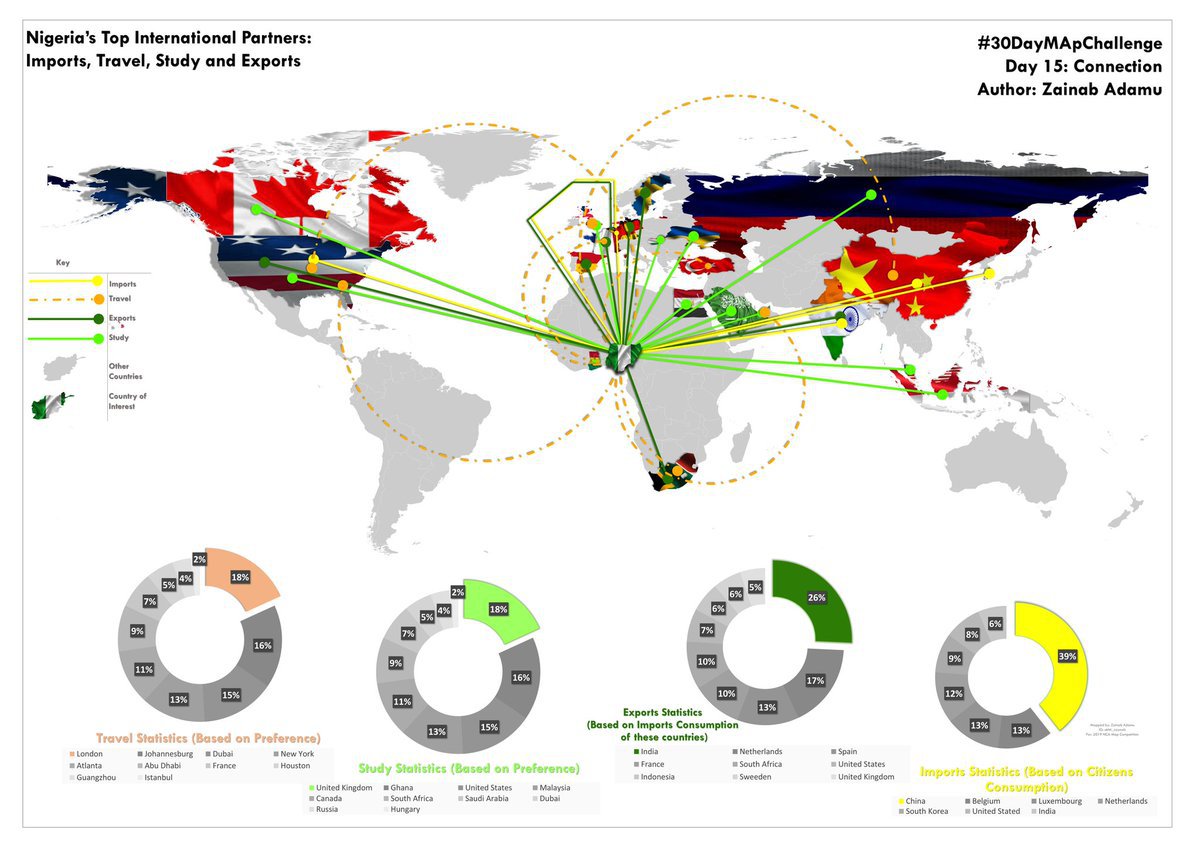 Nigeria's Top International Partners:
Imports, Travel, Study and Exports
#30DayMApChallenge
Day 15: Connection
Author: Zainab Adamu
Key
Imports
Travel
Exports
Study
Other
Countries
Country of
Interest
2%
18%
4%
5%
7%
16%
9%
11%
15%
13%
Travel Statistics (Based on Preference)
London Johannesburg Dubai New York
Atlanta Abu Dhabi France Houston
Guangzhou Istanbul
2%
18%
4%
5%
7%
9%
16%
11%
15%
13%
Study Statistics (Based on Preference)
United Kingdom Ghana United States Malaysia
Canada South Africa Saudi Arabia Dubai
Russia Hungary
5%
26%
6%
6%
7%
10%
17%
10%
13%
Exports Statistics
(Based on Imports Consumption
of these countries)
India Netherlands Spain
France South Africa United States
Indonesia Sweeden United Kingdom
6%
8%
39%
9%
12%
13%
13%
Imports Statistics (Based on Citizens
Consumption)
China Belgium Luxembourg Netherlands
South Korea United Stated India
Mapped by: Zainab Adamu